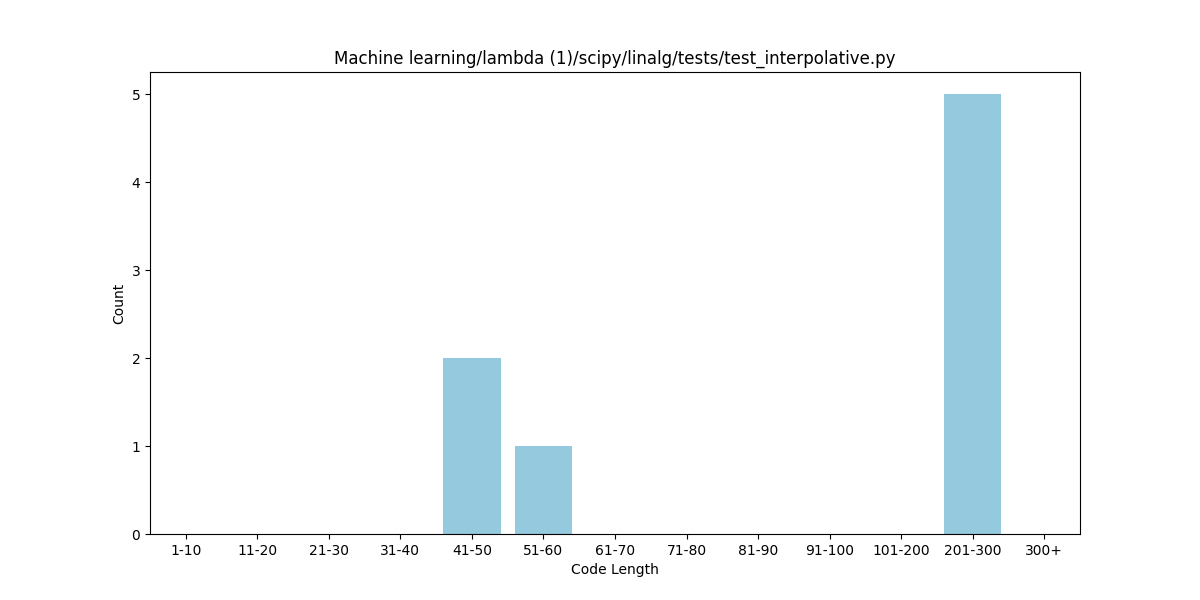 Machine learning/lambda (1)/scipy/linalg/tests/test_interpolative.py
5
4
3
2
1
0
Count
1-10 11-20 21-30 31-40 41-50 51-60 61-70 71-80 81-90 91-100 101-200 201-300 300+
Code Length